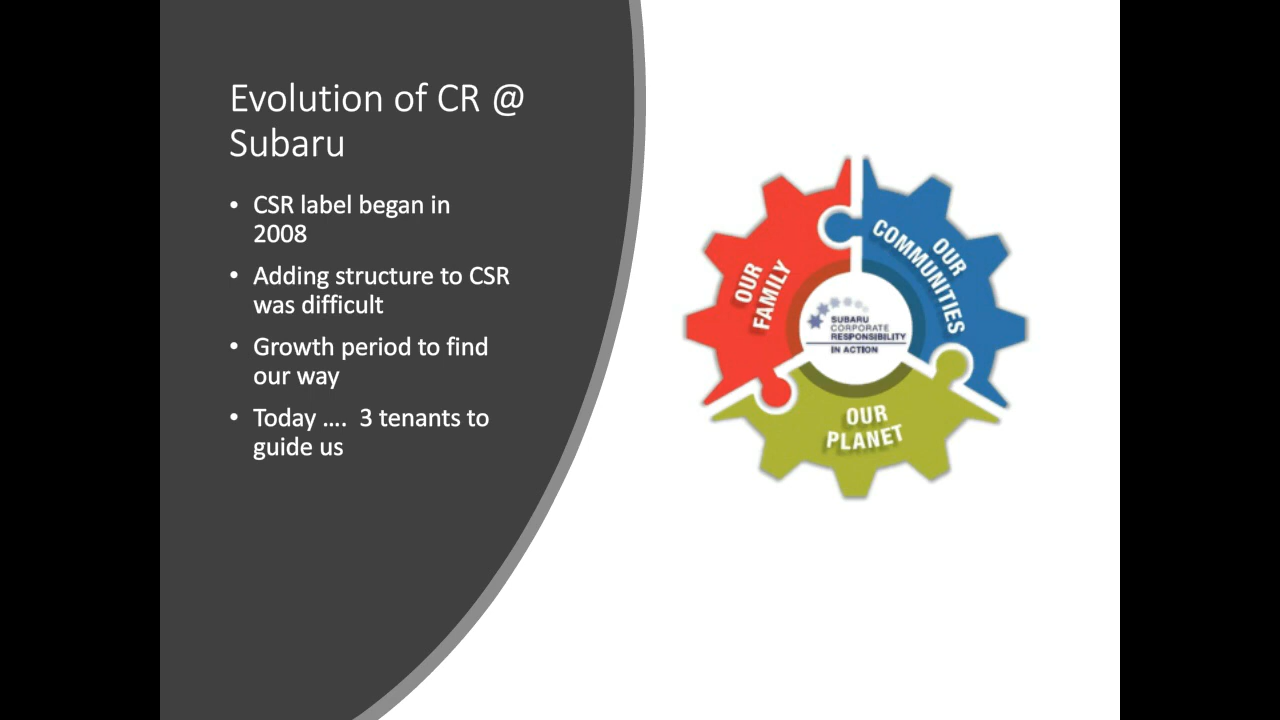 Evolution of CR @
Subaru
• CSR label began in
2008
• Adding structure to CSR
was difficult
• Growth period to find
our way
• Today ....  3 tenants to
guide us
OUR
FAMILY
OUR
COMMUNITIES
SUBARU
CORPORATE
RESPONSIBILITY
IN ACTION
OUR
PLANET